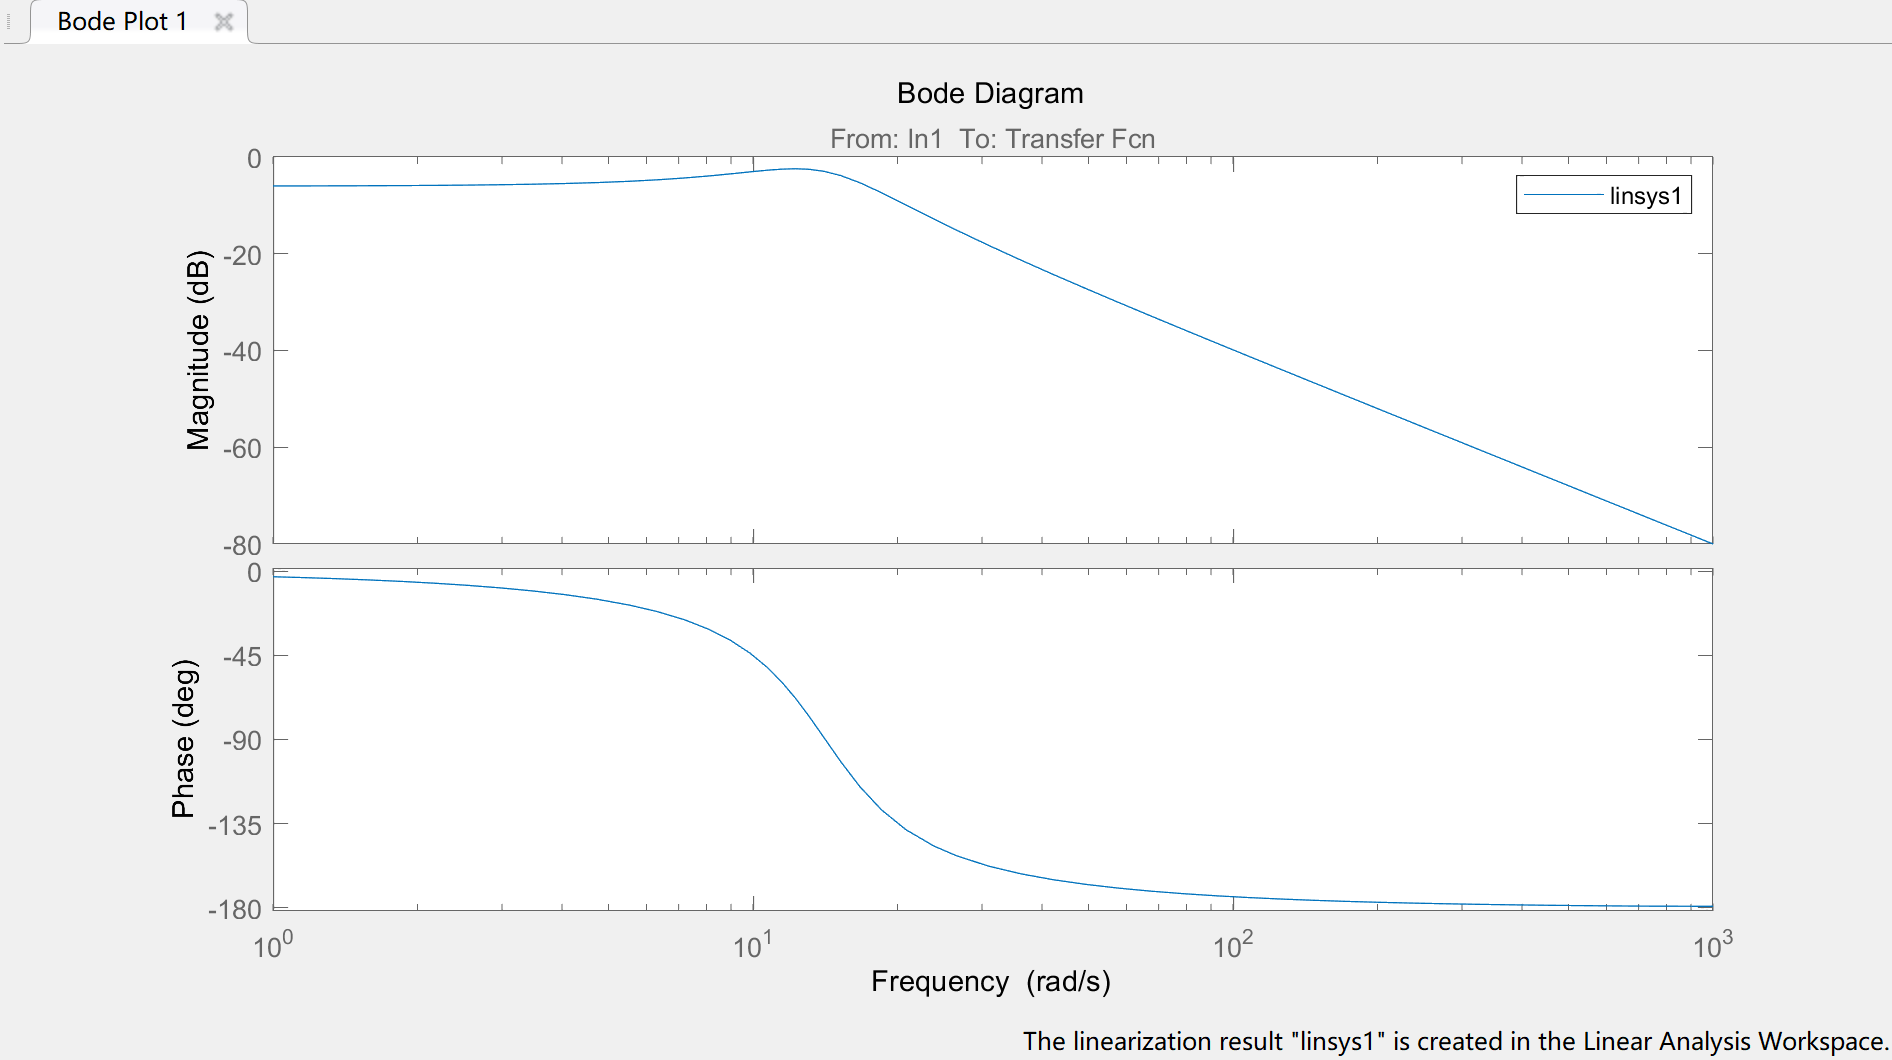 Bode Plot 1
Bode Diagram
From: In1 To: Transfer Fcn
Magnitude (dB)
0
-20
-40
-60
-80
linsys1
Phase (deg)
0
-45
-90
-135
-180
10^0 10^1 10^2 10^3
Frequency (rad/s)
The linearization result "linsys1" is created in the Linear Analysis Workspace.